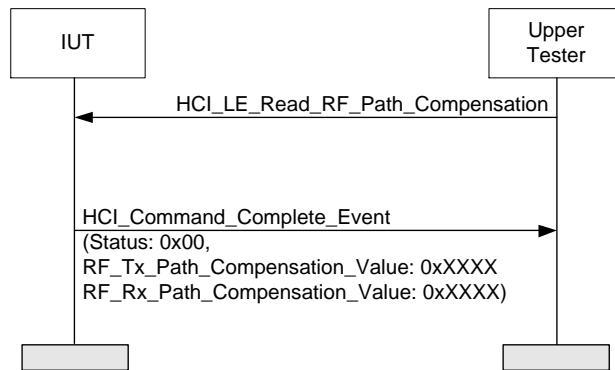 IUT
Upper
Tester
HCI_LE_Read_RF_Path_Compensation
HCI_Command_Complete_Event
(Status: 0x00,
RF_Tx_Path_Compensation_Value: 0xXXXX
RF_Rx_Path_Compensation_Value: 0xXXXX)